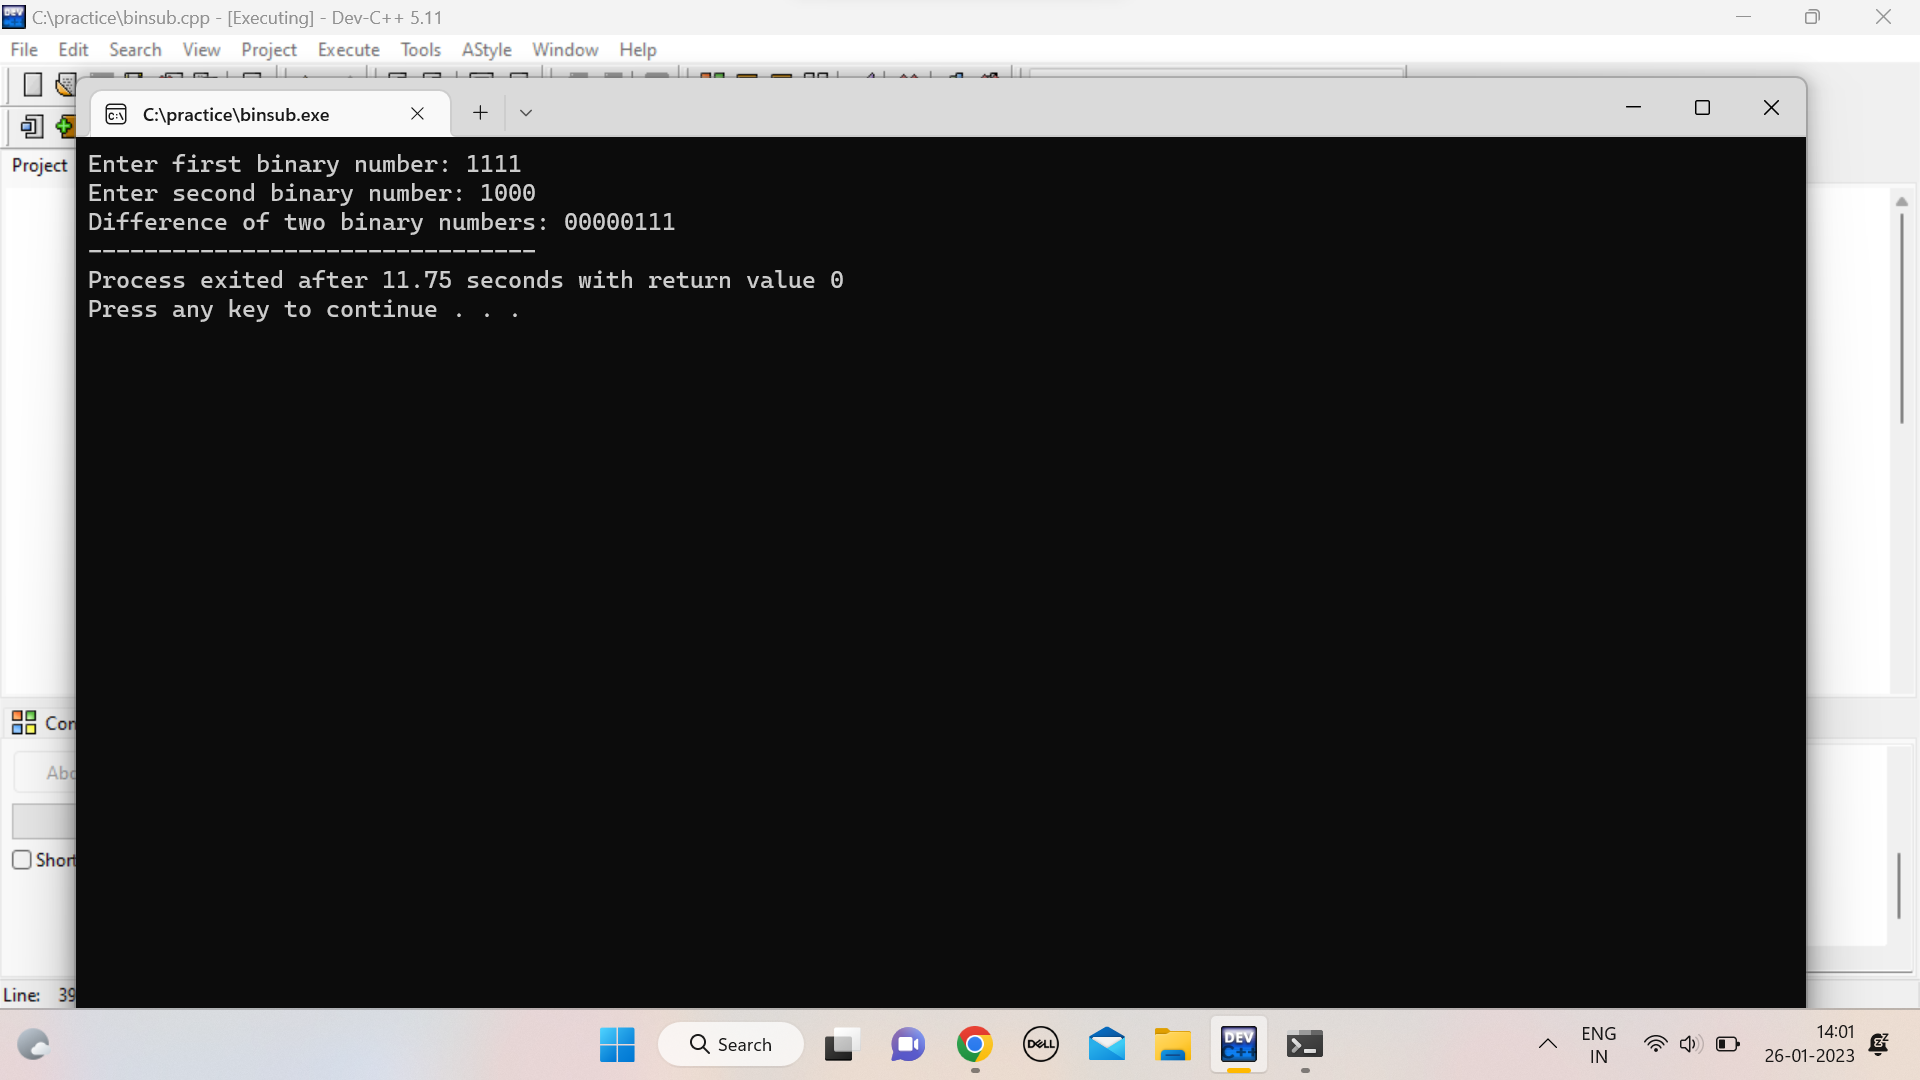 C:\practice\binsub.cpp - [Executing] - Dev-C++ 5.11
File Edit Search View Project Execute Tools AStyle Window Help
C:\practice\binsub.exe
Project
Enter first binary number: 1111
Enter second binary number: 1000
Difference of two binary numbers: 00000111
--------------------------------
Process exited after 11.75 seconds with return value 0
Press any key to continue . . .
Line: 39
Search
DELL
DEV C++
ENG
IN
14:01
26-01-2023